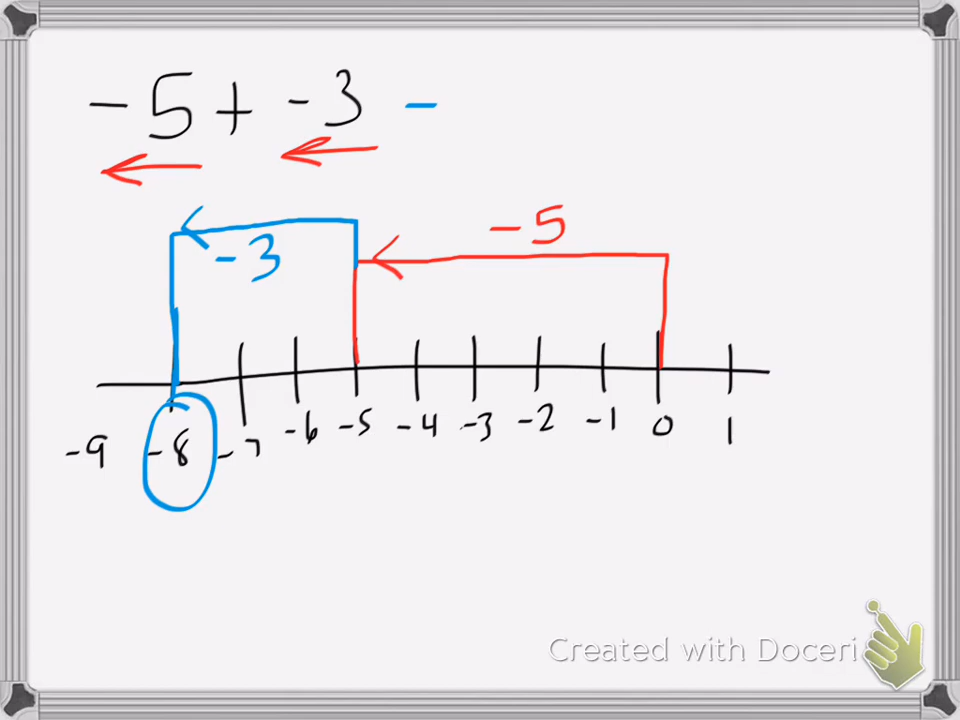 -5 + -3 -
-5
-3
-9 -8 -7 -6 -5 -4 -3 -2 -1 0 1
Created with Doceri